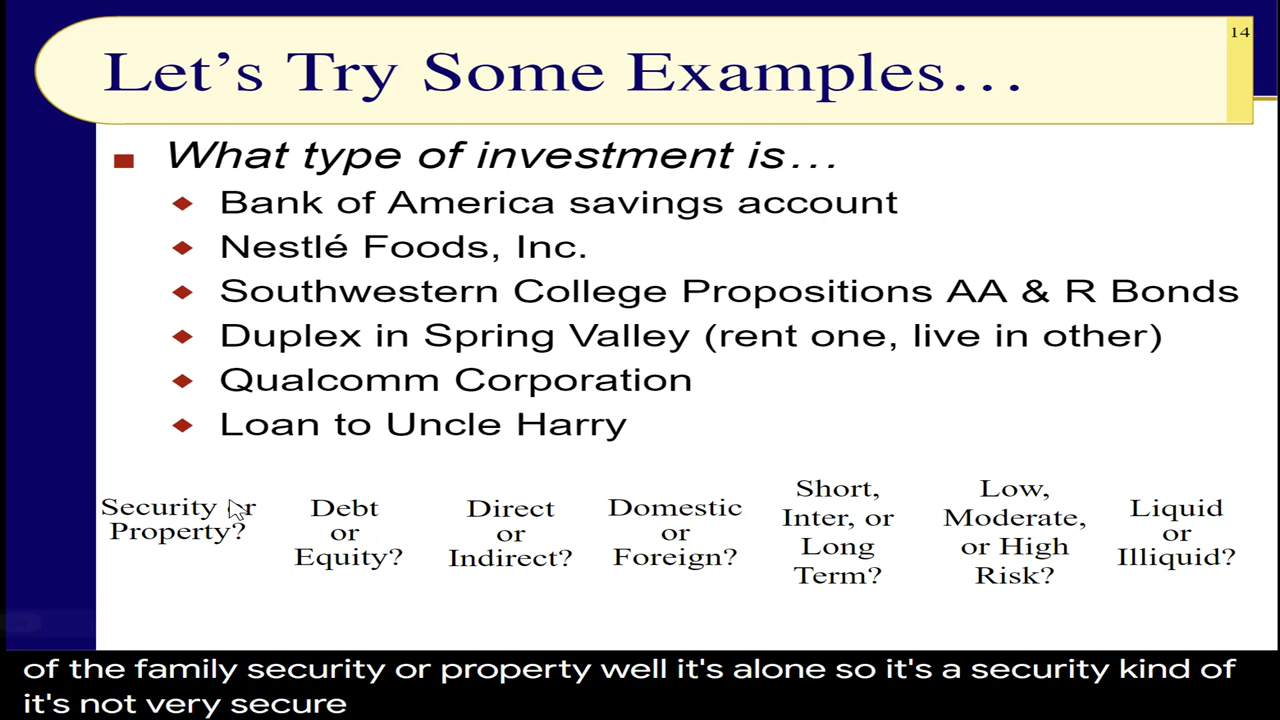 14
Let's Try Some Examples…
What type of investment is…
Bank of America savings account
Nestlé Foods, Inc.
Southwestern College Propositions AA & R Bonds
Duplex in Spring Valley (rent one, live in other)
Qualcomm Corporation
Loan to Uncle Harry
Security or
Property?
Debt
or
Equity?
Direct
or
Indirect?
Domestic
or
Foreign?
Short,
Inter, or
Long
Term?
Low,
Moderate,
or High
Risk?
Liquid
or
Illiquid?
of the family security or property well it's alone so it's a security kind of
it's not very secure